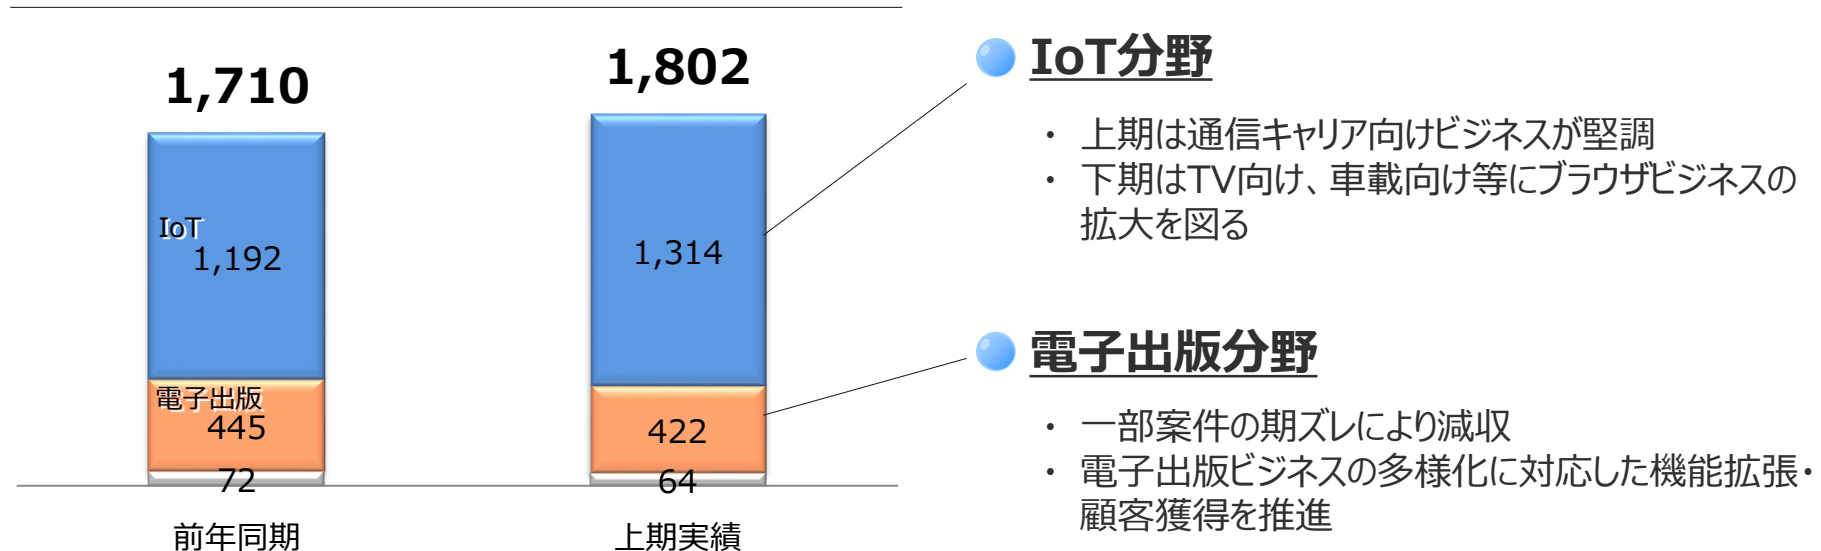 1,710
IoT
1,192
電子出版
445
72
前年同期
1,802
1,314
422
64
上期実績
IoT分野
・ 上期は通信キャリア向けビジネスが堅調
・ 下期はTV向け、車載向け等にブラウザビジネスの
拡大を図る
電子出版分野
・ 一部案件の期ズレにより減収
・ 電子出版ビジネスの多様化に対応した機能拡張・
顧客獲得を推進